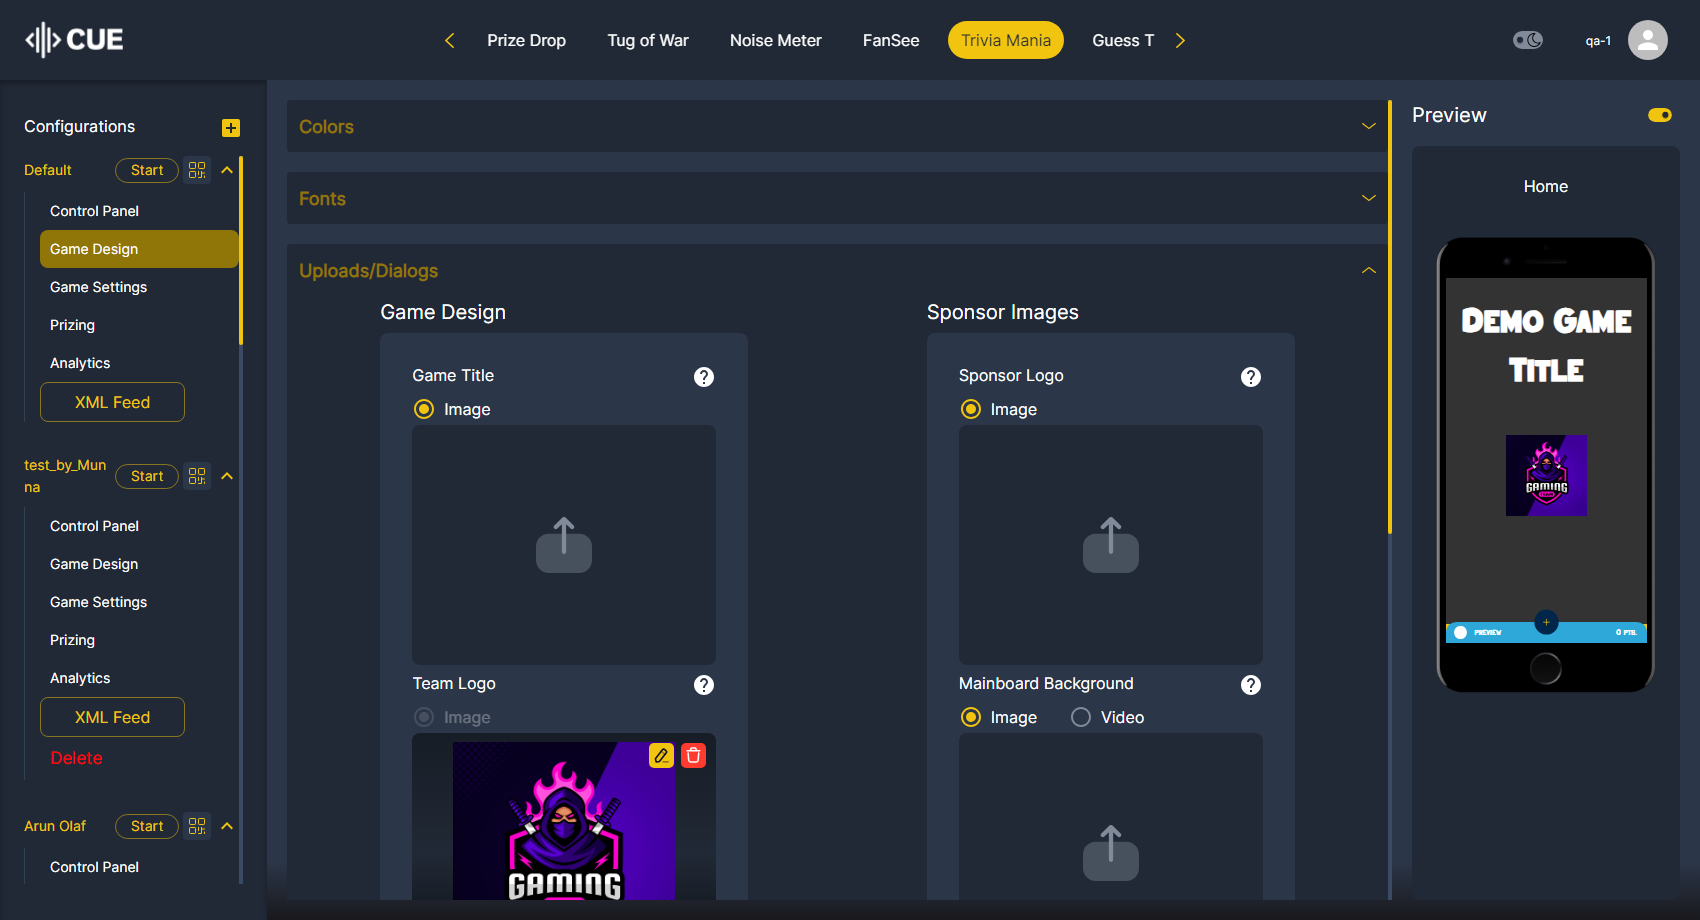 CUE
Prize Drop
Tug of War
Noise Meter
FanSee
Trivia Mania
Guess T
qa-1
Configurations
Default
Start
Control Panel
Game Design
Game Settings
Prizing
Analytics
XML Feed
test_by_Mun
na
Start
Control Panel
Game Design
Game Settings
Prizing
Analytics
XML Feed
Delete
Arun Olaf
Start
Control Panel
Colors
Fonts
Uploads/Dialogs
Game Design
Game Title
?
Image
Team Logo
?
Image
GAMING
Sponsor Images
Sponsor Logo
?
Image
Mainboard Background
?
Image
Video
Preview
Home
DEMO GAME
TITLE
GAMING
TEAM
PREVIEW
0 PTS.